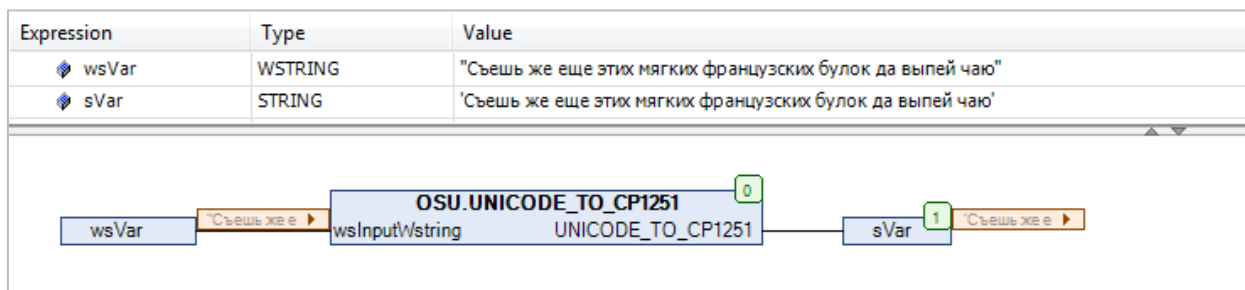 Expression Type Value
wsVar WSTRING "Съешь же еще этих мягких французских булок да выпей чаю"
sVar STRING 'Съешь же еще этих мягких французских булок да выпей чаю'
OSU.UNICODE_TO_CP1251 0
wsVar "Съешь же е wsInputWstring UNICODE_TO_CP1251 sVar 1 'Съешь же е